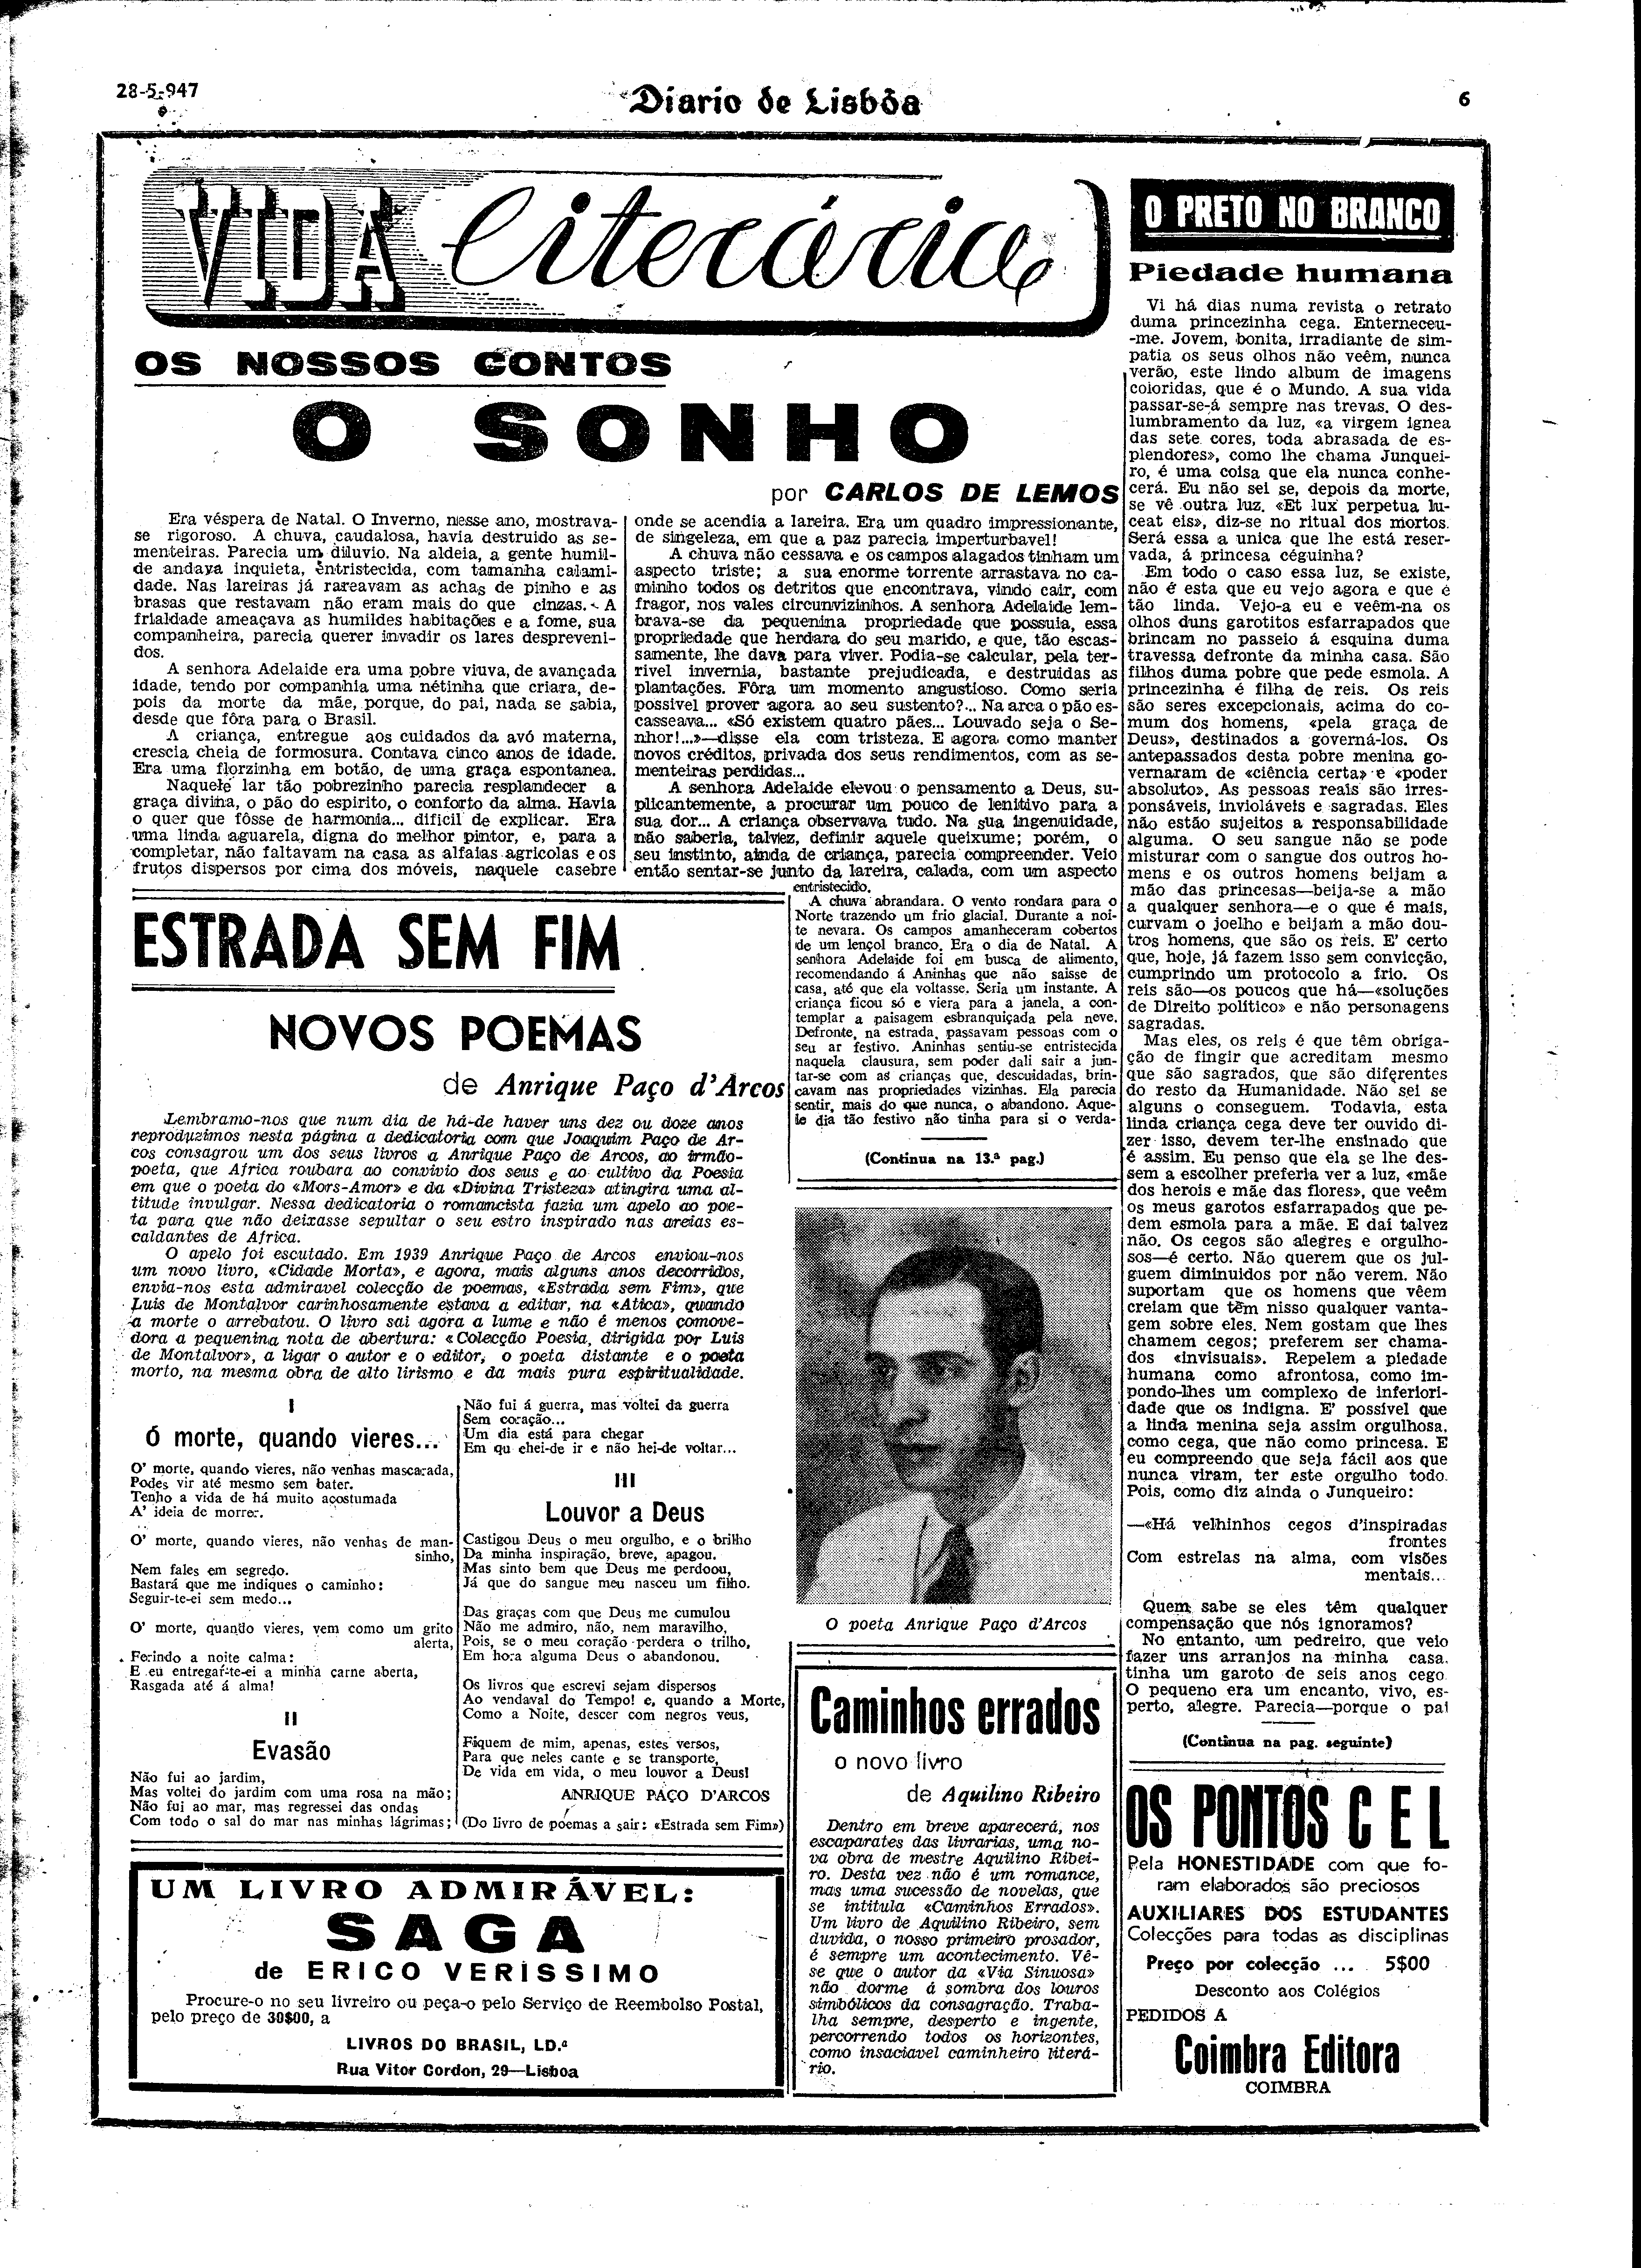 28-5-947
Diario de Lisbôa
6
VIDA literária
OS NOSSOS CONTOS
O SONHO
por CARLOS DE LEMOS
Era véspera de Natal. O Inverno, nesse ano, mostrava-
se rigoroso. A chuva, caudalosa, havia destruido as se-
menteiras. Parecia um diluvio. Na aldeia, a gente humil-
de andava inquieta, entristecida, com tamanha calami-
dade. Nas lareiras já rareavam as achas de pinho e as
brasas que restavam não eram mais do que cinzas. A
frialdade ameaçava as humildes habitações e a fome, sua
companheira, parecia querer invadir os lares despreveni-
dos.
A senhora Adelaide era uma pobre viuva, de avançada
idade, tendo por companhia uma nétinha que criara, de-
pois da morte da mãe, porque, do pai, nada se sabia,
desde que fôra para o Brasil.
A criança, entregue aos cuidados da avó materna,
crescia cheia de formosura. Contava cinco anos de idade.
Era uma florzinha em botão, de uma graça espontanea.
Naquele lar tão pobrezinho parecia resplandecer a
graça divina, o pão do espirito, o conforto da alma. Havia
o quer que fôsse de harmonia... dificil de explicar. Era
uma linda aguarela, digna do melhor pintor, e, para a
completar, não faltavam na casa as alfaias agricolas e os
frutos dispersos por cima dos móveis, naquele casebre
onde se acendia a lareira. Era um quadro impressionante,
de singeleza, em que a paz parecia imperturbavel!
A chuva não cessava e os campos alagados tinham um
aspecto triste; a sua enorme torrente arrastava no ca-
minho todos os detritos que encontrava, vindo cair, com
fragor, nos vales circunvizinhos. A senhora Adelaide lem-
brava-se da pequenina propriedade que possuia, essa
propriedade que herdara do seu marido, e que, tão escas-
samente, lhe dava para viver. Podia-se calcular, pela ter-
rivel invernia, bastante prejudicada, e destruidas as
plantações. Fôra um momento angustioso. Como seria
possivel prover agora ao seu sustento?... Na arca o pão es-
casseava... «Só existem quatro pães... Louvado seja o Se-
nhor!...»—disse ela com tristeza. E agora como manter
novos créditos, privada dos seus rendimentos, com as se-
menteiras perdidas...
A senhora Adelaide elevou o pensamento a Deus, su-
plicantemente, a procurar um pouco de lenitivo para a
sua dor... A criança observava tudo. Na sua ingenuidade,
não saberia, talvez, definir aquele queixume; porém, o
seu instinto, ainda de criança, parecia compreender. Veio
então sentar-se junto da lareira, calada, com um aspecto
entristecido.
A chuva abrandara. O vento rondara para o
Norte trazendo um frio glacial. Durante a noi-
te nevara. Os campos amanheceram cobertos
de um lençol branco. Era o dia de Natal. A
senhora Adelaide foi em busca de alimento,
recomendando á Aninhas que não saisse de
casa, até que ela voltasse. Seria um instante. A
criança ficou só e viera para a janela, a con-
templar a paisagem esbranquiçada pela neve.
Defronte, na estrada, passavam pessoas com o
seu ar festivo. Aninhas sentiu-se entristecida
naquela clausura, sem poder dali sair a jun-
tar-se com as crianças que, descuidadas, brin-
cavam nas propriedades vizinhas. Ela parecia
sentir, mais do que nunca, o abandono. Aque-
le dia tão festivo não tinha para si o verda-
(Continua na 13.ª pag.)
ESTRADA SEM FIM
NOVOS POEMAS
de Anrique Paço d'Arcos
Lembramo-nos que num dia de há-de haver uns dez ou doze anos
reproduzimos nesta página a dedicatoria com que Joaquim Paço de Ar-
cos consagrou um dos seus livros a Anrique Paço de Arcos, ao irmão-
poeta, que Africa roubara ao convivio dos seus e ao cultivo da Poesia
em que o poeta do «Mors-Amor» e da «Divina Tristeza» atingira uma al-
titude invulgar. Nessa dedicatoria o romancista fazia um apelo ao poe-
ta para que não deixasse sepultar o seu estro inspirado nas areias es-
caldantes de Africa.
O apelo foi escutado. Em 1939 Anrique Paço de Arcos enviou-nos
um novo livro, «Cidade Morta», e agora, mais alguns anos decorridos,
envia-nos esta admiravel colecção de poemas, «Estrada sem Fim», que
Luis de Montalvor carinhosamente estava a editar, na «Atica», quando
a morte o arrebatou. O livro sai agora a lume e não é menos comove-
dora a pequenina nota de abertura: «Colecção Poesia, dirigida por Luis
de Montalvor», a ligar o autor e o editor, o poeta distante e o poeta
morto, na mesma obra de alto lirismo e da mais pura espiritualidade.
I
Ó morte, quando vieres...
O' morte, quando vieres, não venhas mascarada,
Podes vir até mesmo sem bater.
Tenho a vida de há muito acostumada
A' ideia de morrer.
O' morte, quando vieres, não venhas de man-
sinho,
Nem fales em segredo.
Bastará que me indiques o caminho:
Seguir-te-ei sem medo...
O' morte, quando vieres, vem como um grito
alerta,
Ferindo a noite calma:
E eu entregar-te-ei a minha carne aberta,
Rasgada até á alma!
II
Evasão
Não fui ao jardim,
Mas voltei do jardim com uma rosa na mão;
Não fui ao mar, mas regressei das ondas
Com todo o sal do mar nas minhas lágrimas;
Não fui á guerra, mas voltei da guerra
Sem coração...
Um dia está para chegar
Em qu chei-de ir e não hei-de voltar...
III
Louvor a Deus
Castigou Deus o meu orgulho, e o brilho
Da minha inspiração, breve, apagou.
Mas sinto bem que Deus me perdoou,
Já que do sangue meu nasceu um filho.
Das graças com que Deus me cumulou
Não me admiro, não, nem maravilho,
Pois, se o meu coração perdera o trilho,
Em hora alguma Deus o abandonou.
Os livros que escrevi sejam dispersos
Ao vendaval do Tempo! e, quando a Morte,
Como a Noite, descer com negros veus,
Fiquem de mim, apenas, estes versos,
Para que neles cante e se transporte,
De vida em vida, o meu louvor a Deus!
ANRIQUE PAÇO D'ARCOS
(Do livro de poemas a sair: «Estrada sem Fim»)
O poeta Anrique Paço d'Arcos
UM LIVRO ADMIRÁVEL:
SAGA
de ERICO VERISSIMO
Procure-o no seu livreiro ou peça-o pelo Serviço de Reembolso Postal,
pelo preço de 30$00, a
LIVROS DO BRASIL, LD.ª
Rua Vitor Cordon, 29—Lisboa
Caminhos errados
o novo livro
de Aquilino Ribeiro
Dentro em breve aparecerá, nos
escaparates das livrarias, uma no-
va obra de mestre Aquilino Ribei-
ro. Desta vez não é um romance,
mas uma sucessão de novelas, que
se intitula «Caminhos Errados».
Um livro de Aquilino Ribeiro, sem
duvida, o nosso primeiro prosador,
é sempre um acontecimento. Vê-
se que o autor da «Via Sinuosa»
não dorme á sombra dos louros
simbólicos da consagração. Traba-
lha sempre, desperto e ingente,
percorrendo todos os horizontes,
como insaciavel caminheiro literá-
rio.
O PRETO NO BRANCO
Piedade humana
Vi há dias numa revista o retrato
duma princezinha cega. Enterneceu-
-me. Jovem, bonita, irradiante de sim-
patia os seus olhos não veêm, nunca
verão, este lindo album de imagens
coloridas, que é o Mundo. A sua vida
passar-se-á sempre nas trevas. O des-
lumbramento da luz, «a virgem ignea
das sete cores, toda abrasada de es-
plendores», como lhe chama Junquei-
ro, é uma coisa que ela nunca conhe-
cerá. Eu não sei se, depois da morte,
se vê outra luz. «Et lux perpetua lu-
ceat eis», diz-se no ritual dos mortos.
Será essa a unica que lhe está reser-
vada, á princesa céguinha?
Em todo o caso essa luz, se existe,
não é esta que eu vejo agora e que é
tão linda. Vejo-a eu e veêm-na os
olhos duns garotitos esfarrapados que
brincam no passeio á esquina duma
travessa defronte da minha casa. São
filhos duma pobre que pede esmola. A
princezinha é filha de reis. Os reis
são seres excepcionais, acima do co-
mum dos homens, «pela graça de
Deus», destinados a governá-los. Os
antepassados desta pobre menina go-
vernaram de «ciência certa» e «poder
absoluto». As pessoas reais são irres-
ponsáveis, invioláveis e sagradas. Eles
não estão sujeitos a responsabilidade
alguma. O seu sangue não se pode
misturar com o sangue dos outros ho-
mens e os outros homens beijam a
mão das princesas—beija-se a mão
a qualquer senhora—e o que é mais,
curvam o joelho e beijam a mão dou-
tros homens, que são os reis. E' certo
que, hoje, já fazem isso sem convicção,
cumprindo um protocolo a frio. Os
reis são—os poucos que há—«soluções
de Direito politico» e não personagens
sagradas.
Mas eles, os reis é que têm obriga-
ção de fingir que acreditam mesmo
que são sagrados, que são diferentes
do resto da Humanidade. Não sei se
alguns o conseguem. Todavia, esta
linda criança cega deve ter ouvido di-
zer isso, devem ter-lhe ensinado que
é assim. Eu penso que ela se lhe des-
sem a escolher preferia ver a luz, «mãe
dos herois e mãe das flores», que veêm
os meus garotos esfarrapados que pe-
dem esmola para a mãe. E daí talvez
não. Os cegos são alegres e orgulho-
sos—é certo. Não querem que os jul-
guem diminuidos por não verem. Não
suportam que os homens que vêem
creiam que têm nisso qualquer vanta-
gem sobre eles. Nem gostam que lhes
chamem cegos; preferem ser chama-
dos «invisuais». Repelem a piedade
humana como afrontosa, como im-
pondo-lhes um complexo de inferiori-
dade que os indigna. E' possivel que
a linda menina seja assim orgulhosa,
como cega, que não como princesa. E
eu compreendo que seja fácil aos que
nunca viram, ter este orgulho todo.
Pois, como diz ainda o Junqueiro:
—«Há velhinhos cegos d'inspiradas
frontes
Com estrelas na alma, com visões
mentais...
Quem sabe se eles têm qualquer
compensação que nós ignoramos?
No entanto, um pedreiro, que veio
fazer uns arranjos na minha casa,
tinha um garoto de seis anos cego.
O pequeno era um encanto, vivo, es-
perto, alegre. Parecia—porque o pai
(Continua na pag. seguinte)
OS PONTOS CEL
Pela HONESTIDADE com que fo-
ram elaborados são preciosos
AUXILIARES DOS ESTUDANTES
Colecções para todas as disciplinas
Preço por colecção ... 5$00
Desconto aos Colégios
PEDIDOS A
Coimbra Editora
COIMBRA